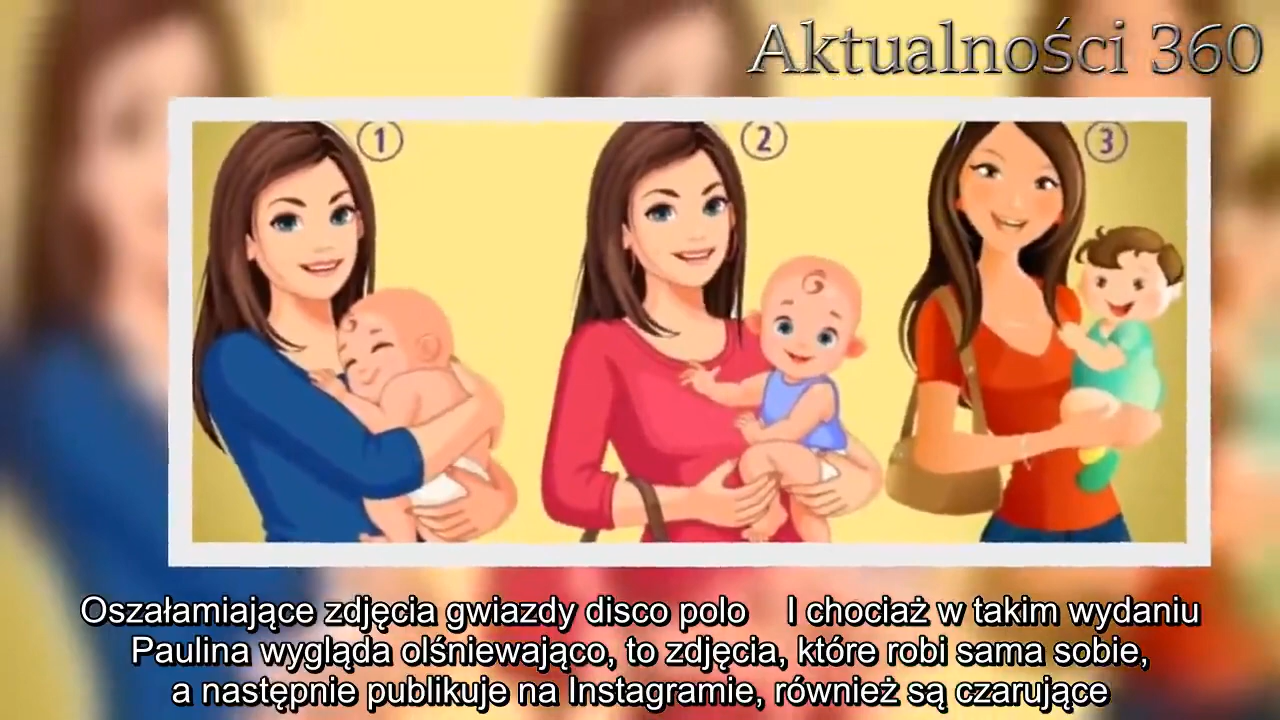 Aktualności 360
1 2 3
Oszałamiające zdjęcia gwiazdy disco polo I chociaż w takim wydaniu
Paulina wygląda olśniewająco, to zdjęcia, które robi sama sobie,
a następnie publikuje na Instagramie, również są czarujące